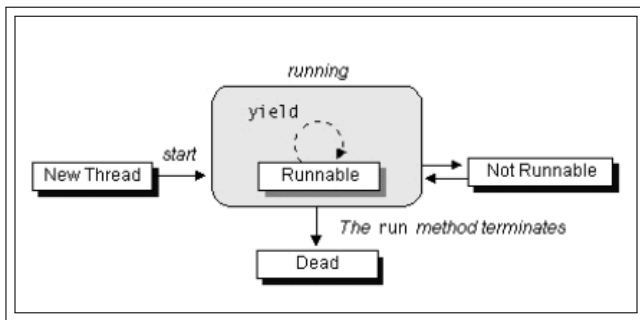 running
yield
start
New Thread
Runnable
Not Runnable
The run method terminates
Dead